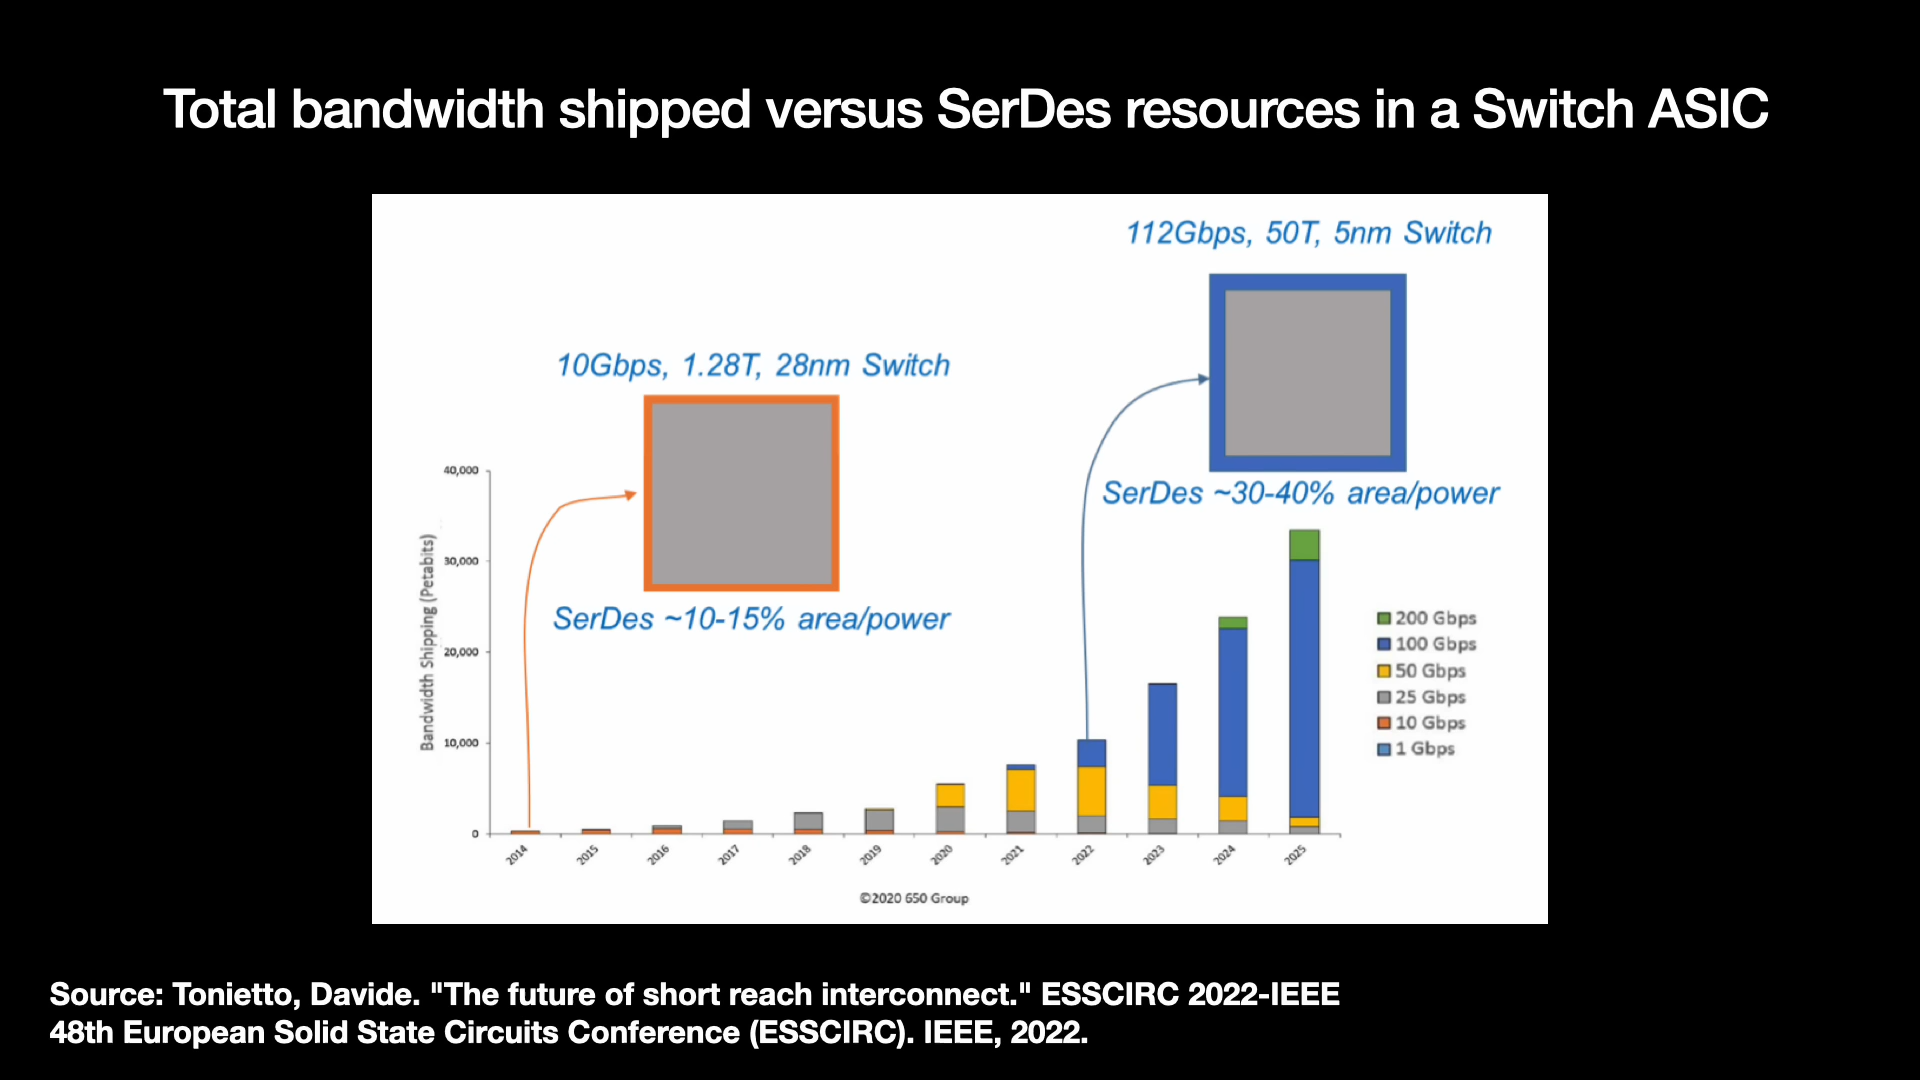 Total bandwidth shipped versus SerDes resources in a Switch ASIC
112Gbps, 50T, 5nm Switch
10Gbps, 1.28T, 28nm Switch
SerDes ~30-40% area/power
SerDes ~10-15% area/power
Bandwidth Shipping (Petabits)
40,000
30,000
20,000
10,000
0
2014
2015
2016
2017
2018
2019
2020
2021
2022
2023
2024
2025
200 Gbps
100 Gbps
50 Gbps
25 Gbps
10 Gbps
1 Gbps
©2020 650 Group
Source: Tonietto, Davide. "The future of short reach interconnect." ESSCIRC 2022-IEEE
48th European Solid State Circuits Conference (ESSCIRC). IEEE, 2022.